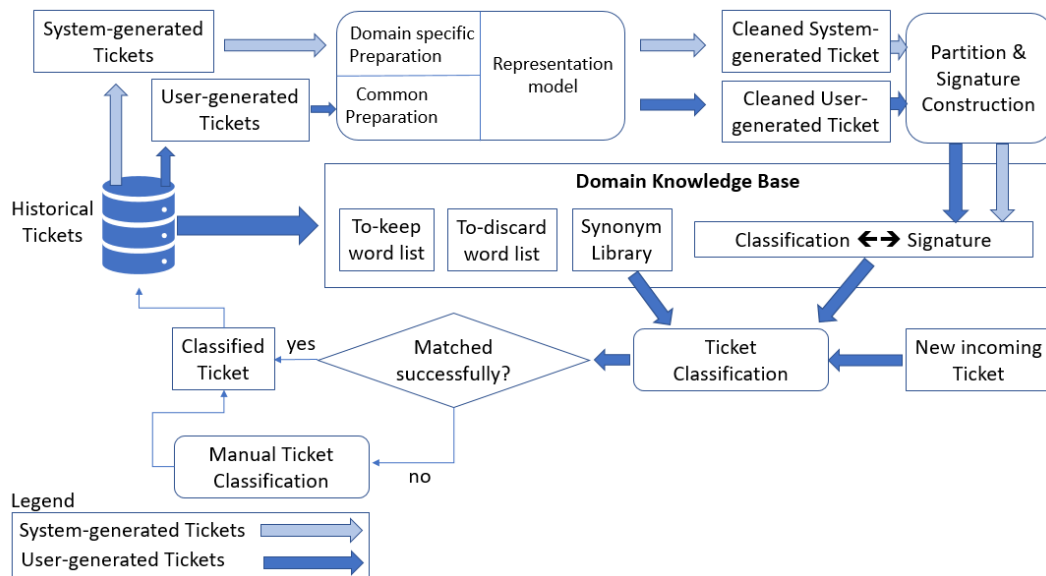 System-generated
Tickets
User-generated
Tickets
Domain specific
Preparation
Common
Preparation
Representation
model
Cleaned System-
generated Ticket
Cleaned User-
generated Ticket
Partition &
Signature
Construction
Historical
Tickets
Domain Knowledge Base
To-keep
word list
To-discard
word list
Synonym
Library
Classification
Signature
Classified
Ticket
yes
Matched
successfully?
Ticket
Classification
New incoming
Ticket
Manual Ticket
Classification
no
Legend
System-generated Tickets
User-generated Tickets